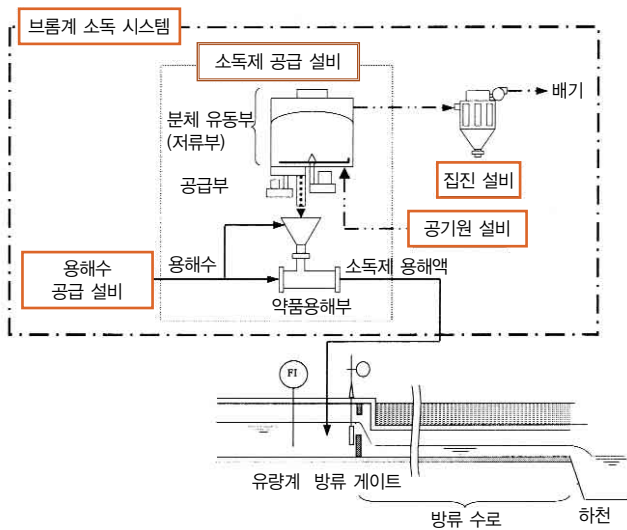 브롬계 소독 시스템
소독제 공급 설비
분체 유동부
(저류부)
배기
공급부
집진 설비
공기원 설비
용해수
공급 설비
용해수
소독제 용해액
약품용해부
FI
유량계
방류 게이트
방류 수로
하천